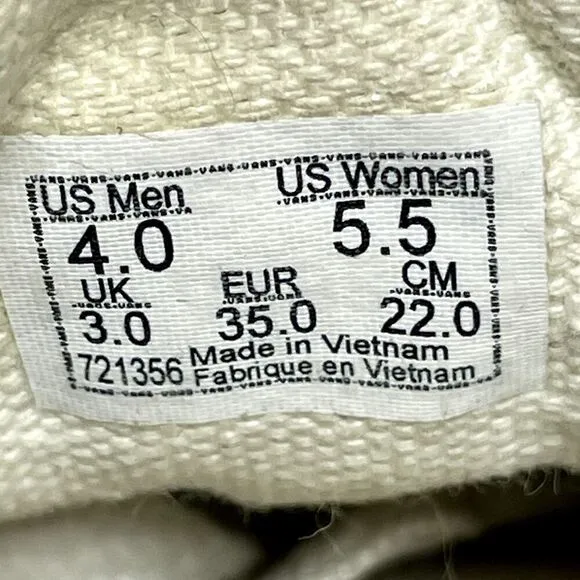 US Men US Women
4.0 5.5
UK EUR CM
3.0 35.0 22.0
721356 Made in Vietnam
Fabrique en Vietnam